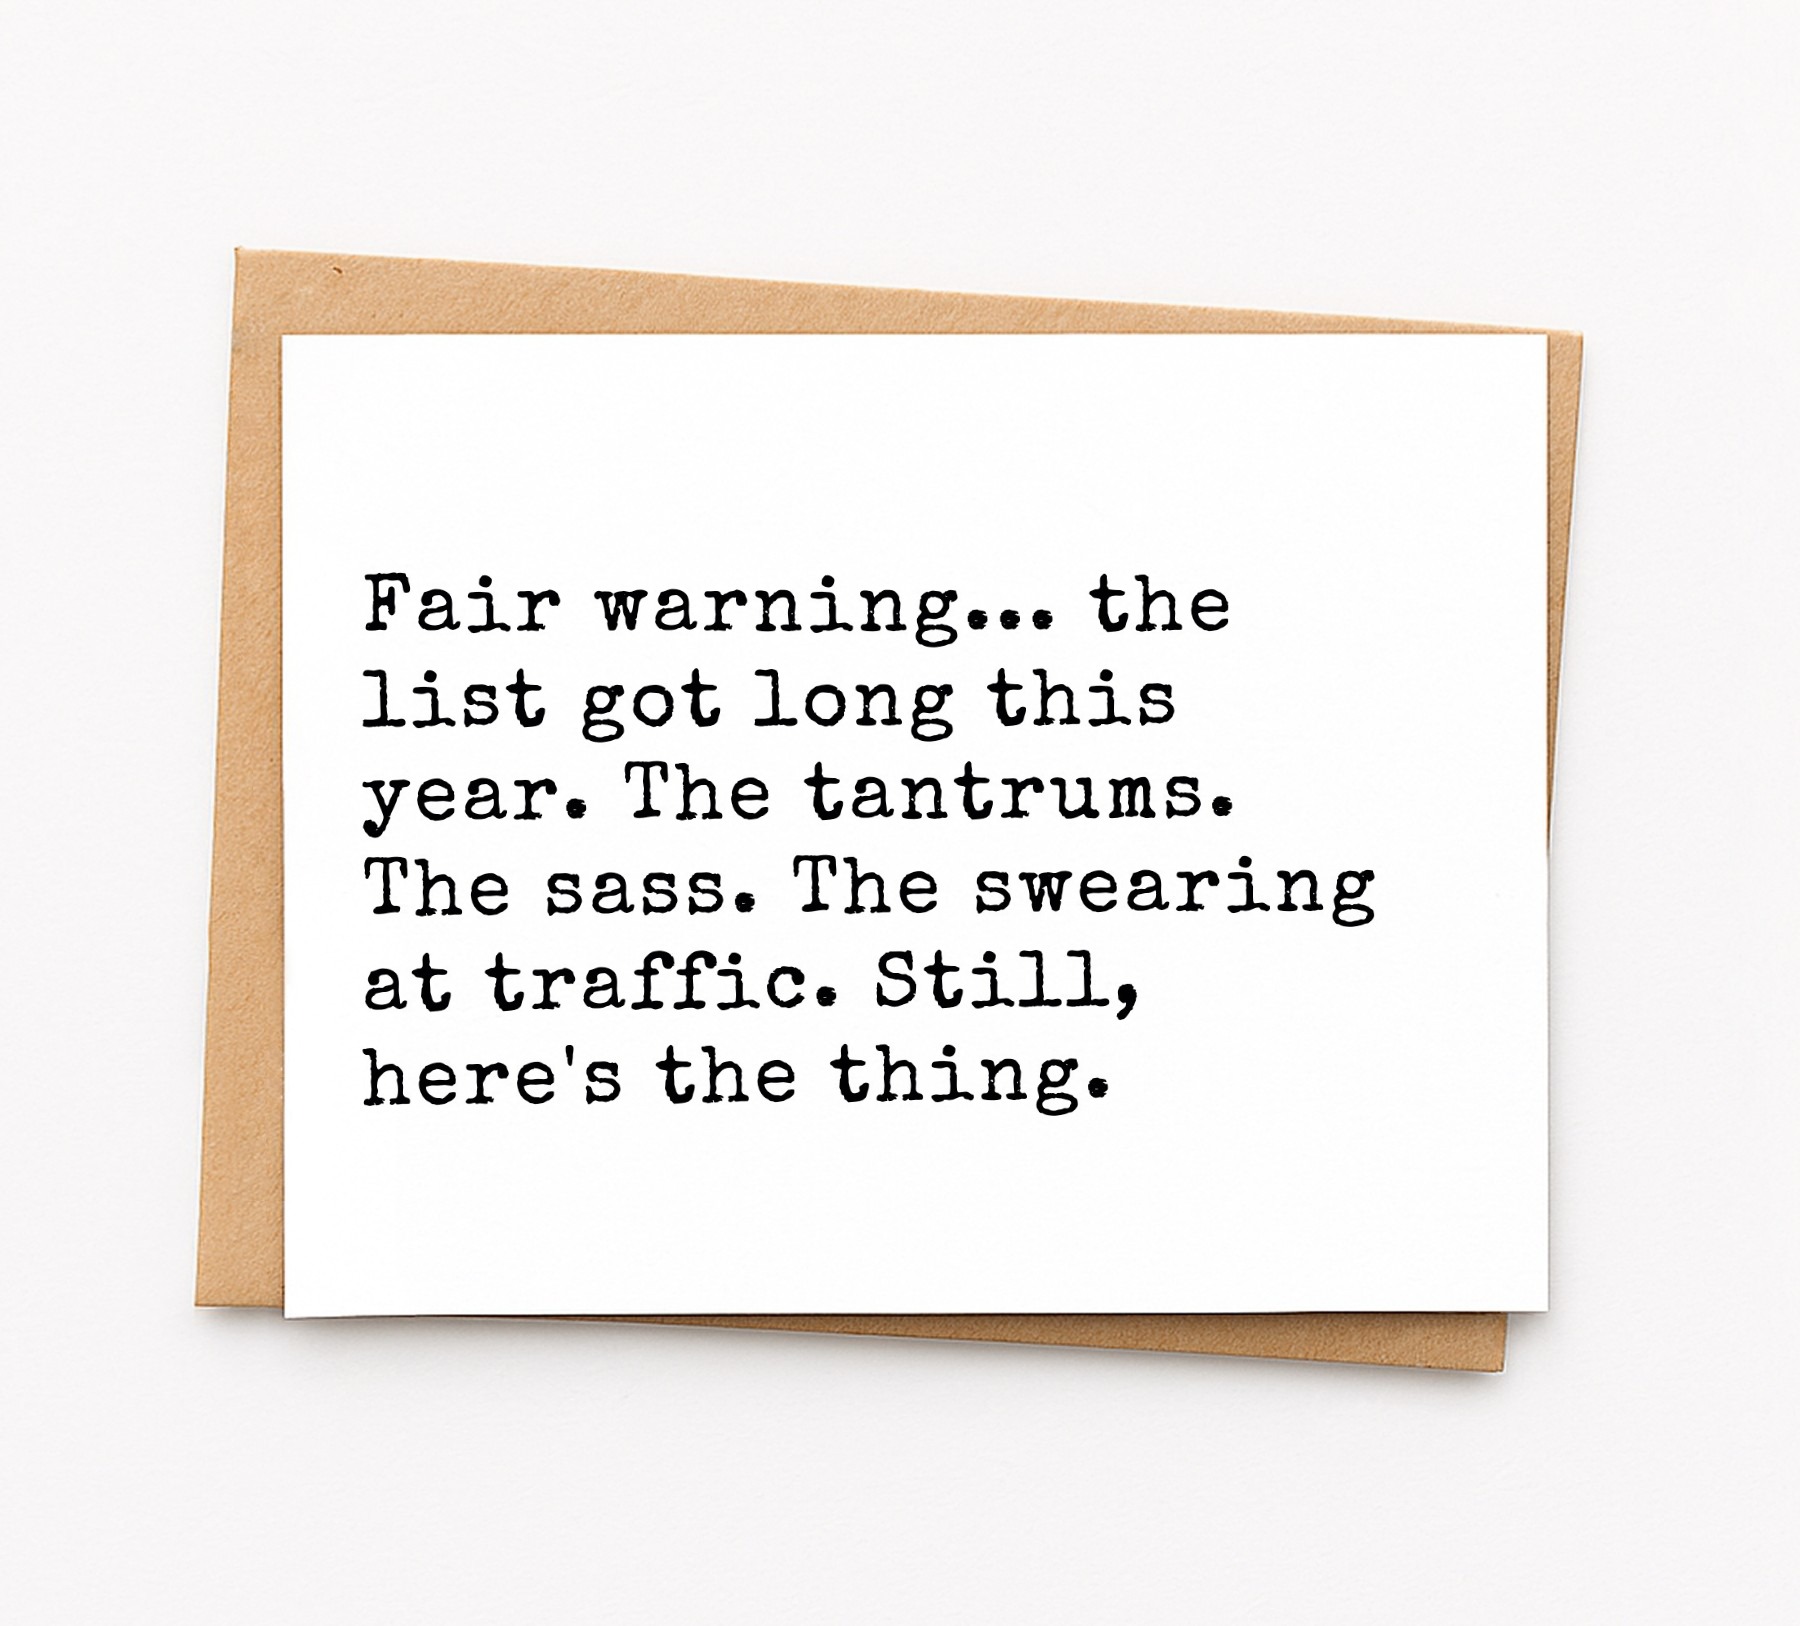 Fair warning... the
list got long this
year. The tantrums.
The sass. The swearing
at traffic. Still,
here's the thing.